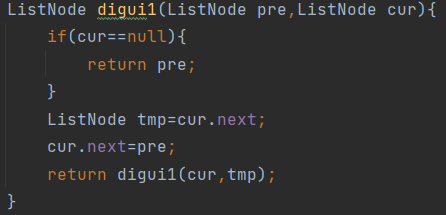 ListNode digui1(ListNode pre,ListNode cur){
if(cur==null){
return pre;
}
ListNode tmp=cur.next;
cur.next=pre;
return digui1(cur,tmp);
}